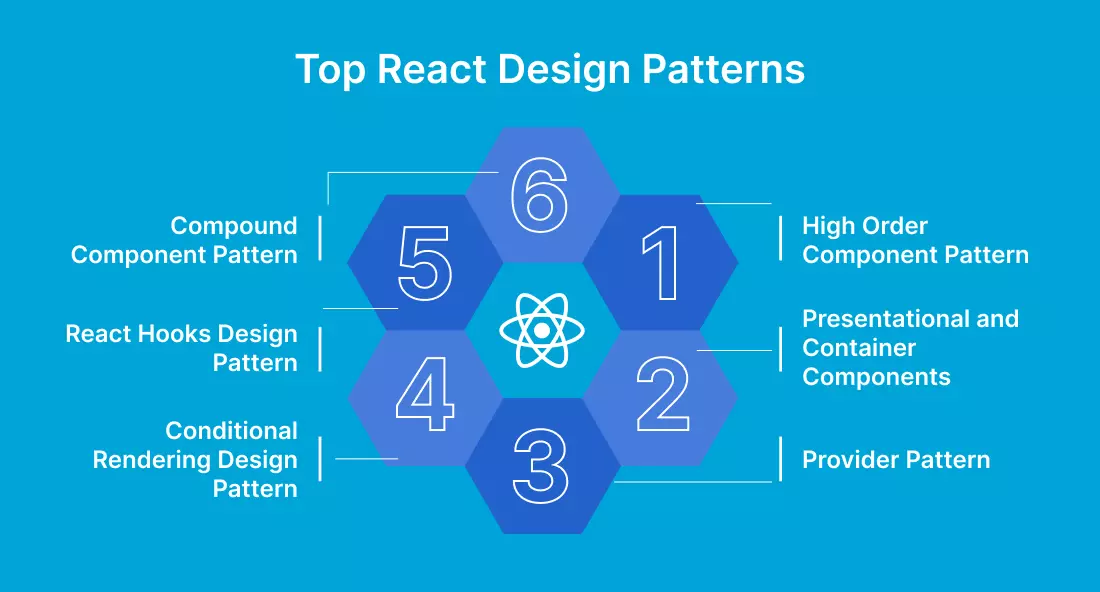 Top React Design Patterns
6
5
1
4
2
3
Compound
Component Pattern
React Hooks Design
Pattern
Conditional
Rendering Design
Pattern
High Order
Component Pattern
Presentational and
Container
Components
Provider Pattern